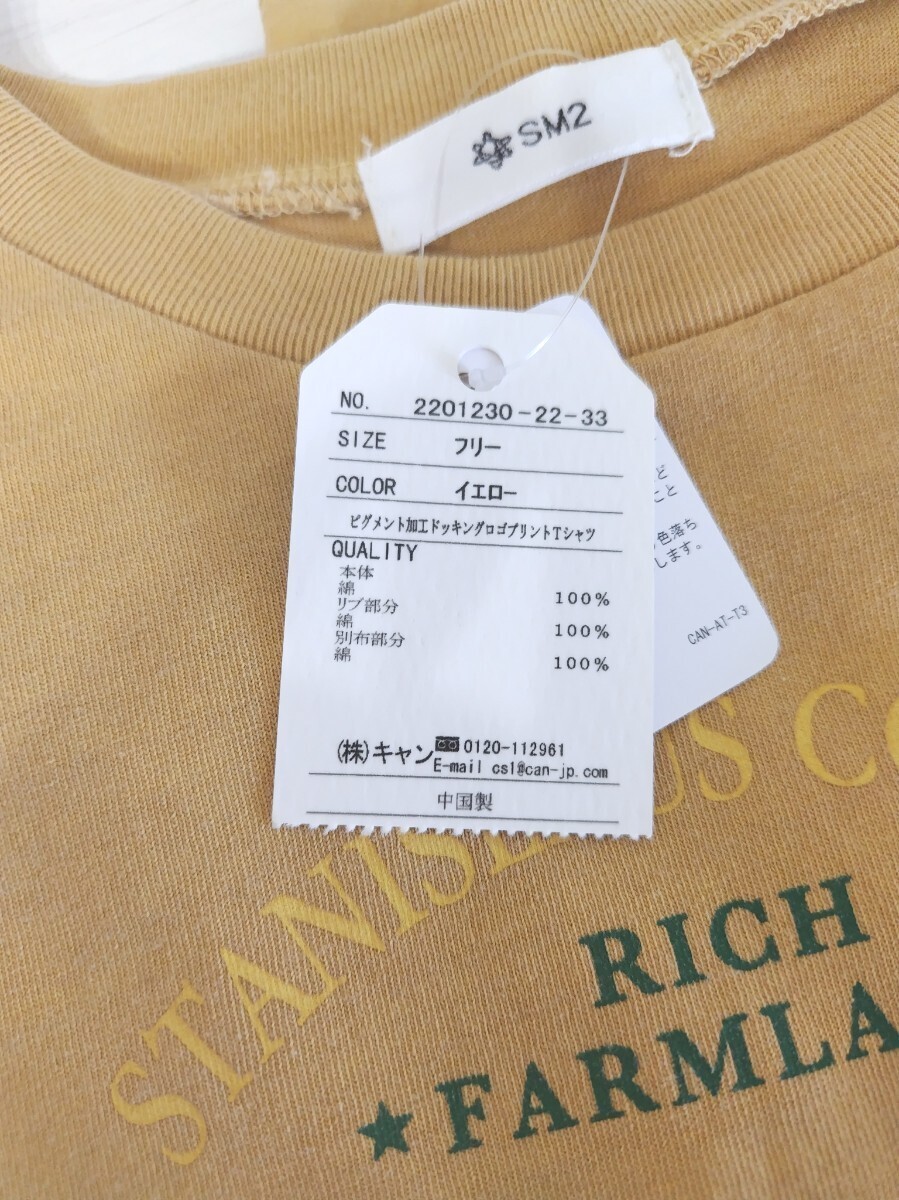 SM2
NO. 2201230-22-33
SIZE フリー
COLOR イエロー
ピグメント加工ドッキングロゴプリントTシャツ
QUALITY
本体
綿 100%
リブ部分
綿 100%
別布部分
綿 100%
(株)キャン 0120-112961
E-mail cs1@can-jp.com
中国製
ど
こと
色落ち
します。
CAN-AT-T3
STANIS US CO
RICH
★FARMLA